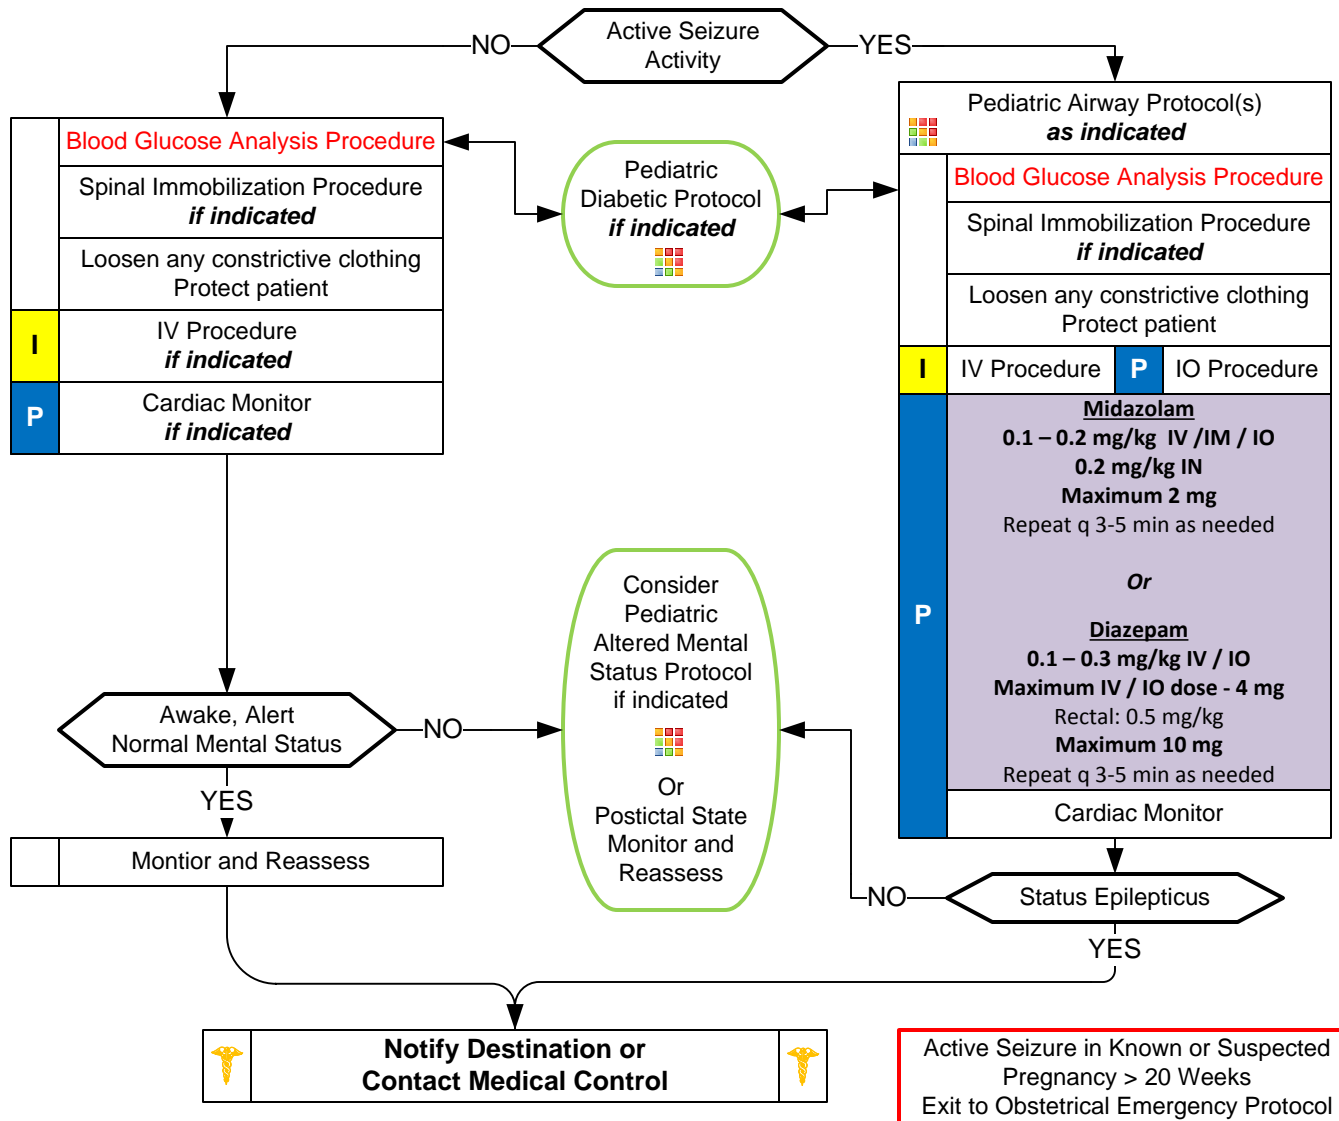 Active Seizure
Activity
NO
YES
Blood Glucose Analysis Procedure
Spinal Immobilization Procedure
if indicated
Loosen any constrictive clothing
Protect patient
I
IV Procedure
if indicated
P
Cardiac Monitor
if indicated
Pediatric
Diabetic Protocol
if indicated
Pediatric Airway Protocol(s)
as indicated
Blood Glucose Analysis Procedure
Spinal Immobilization Procedure
if indicated
Loosen any constrictive clothing
Protect patient
I
IV Procedure
P
IO Procedure
P
Midazolam
0.1 – 0.2 mg/kg IV /IM / IO
0.2 mg/kg IN
Maximum 2 mg
Repeat q 3-5 min as needed
Or
Diazepam
0.1 – 0.3 mg/kg IV / IO
Maximum IV / IO dose - 4 mg
Rectal: 0.5 mg/kg
Maximum 10 mg
Repeat q 3-5 min as needed
Cardiac Monitor
Awake, Alert
Normal Mental Status
NO
YES
Montior and Reassess
Consider
Pediatric
Altered Mental
Status Protocol
if indicated
Or
Postictal State
Monitor and
Reassess
Status Epilepticus
NO
YES
Notify Destination or
Contact Medical Control
Active Seizure in Known or Suspected
Pregnancy > 20 Weeks
Exit to Obstetrical Emergency Protocol